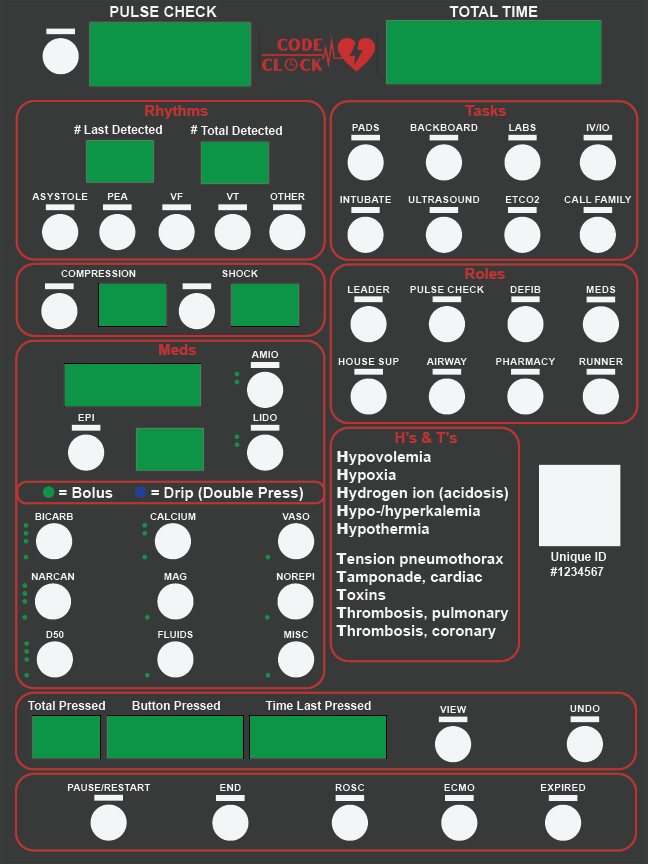 PULSE CHECK
TOTAL TIME
CODE
CLOCK
Rhythms
# Last Detected
# Total Detected
ASYSTOLE PEA VF VT OTHER
Tasks
PADS BACKBOARD LABS IV/IO
INTUBATE ULTRASOUND ETCO2 CALL FAMILY
COMPRESSION SHOCK
Roles
LEADER PULSE CHECK DEFIB MEDS
HOUSE SUP AIRWAY PHARMACY RUNNER
Meds
AMIO
EPI
LIDO
= Bolus = Drip (Double Press)
BICARB CALCIUM VASO
NARCAN MAG NOREPI
D50 FLUIDS MISC
H's & T's
Hypovolemia
Hypoxia
Hydrogen ion (acidosis)
Hypo-/hyperkalemia
Hypothermia
Tension pneumothorax
Tamponade, cardiac
Toxins
Thrombosis, pulmonary
Thrombosis, coronary
Unique ID
#1234567
Total Pressed Button Pressed Time Last Pressed
VIEW UNDO
PAUSE/RESTART END ROSC ECMO EXPIRED